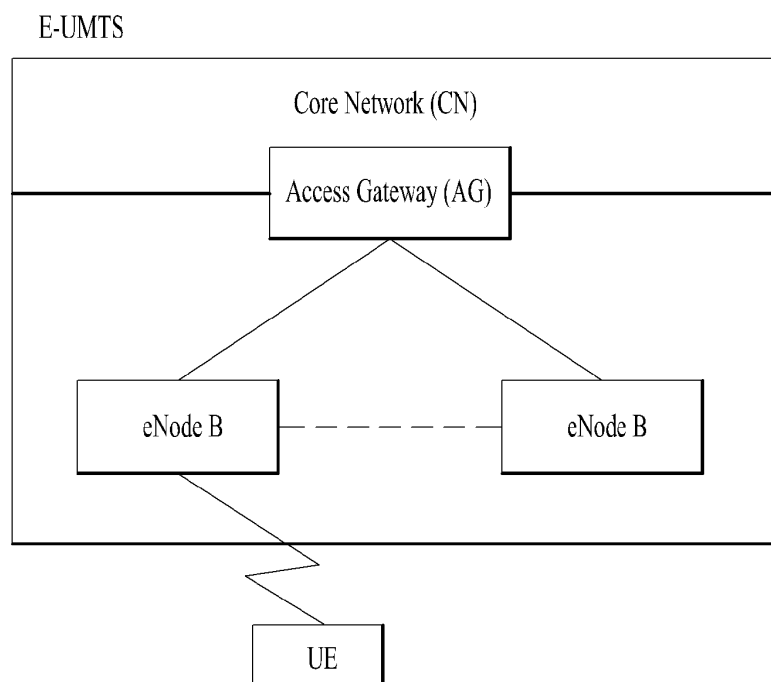 E-UMTS
Core Network (CN)
Access Gateway (AG)
eNode B
eNode B
UE